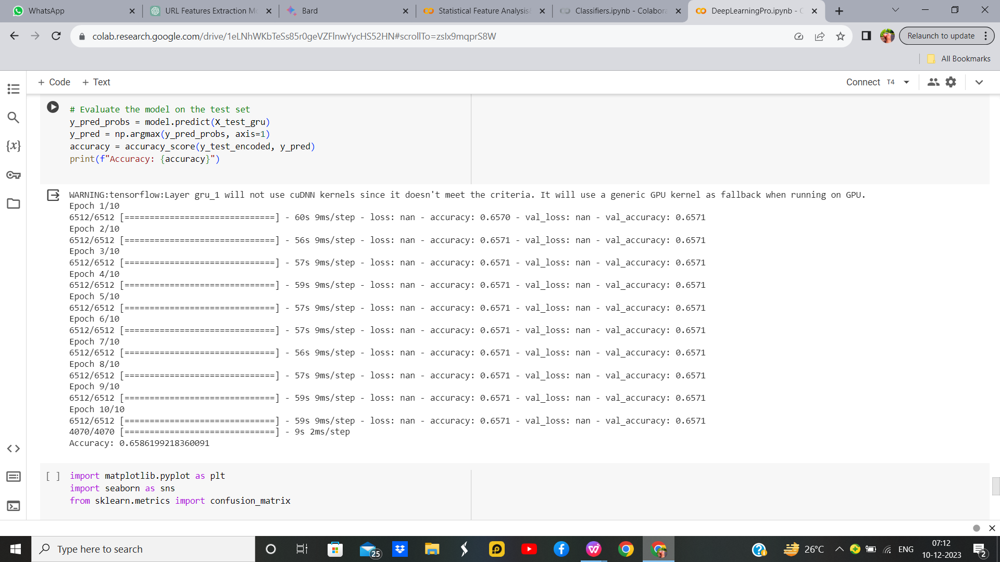 WhatsApp
URL Features Extraction Mo
Bard
Statistical Feature Analysis
Classifiers.ipynb - Colabora
DeepLearningPro.ipynb - C
colab.research.google.com/drive/1eLNhWKbTeSs85r0geVZFlnwYycHS52HN#scrollTo=zslx9mqprS8W
Relaunch to update
All Bookmarks
+ Code + Text
Connect T4
# Evaluate the model on the test set
y_pred_probs = model.predict(X_test_gru)
y_pred = np.argmax(y_pred_probs, axis=1)
accuracy = accuracy_score(y_test_encoded, y_pred)
print(f"Accuracy: {accuracy}")
{x}
WARNING:tensorflow:Layer gru_1 will not use cuDNN kernels since it doesn't meet the criteria. It will use a generic GPU kernel as fallback when running on GPU.
Epoch 1/10
6512/6512 [==============================] - 60s 9ms/step - loss: nan - accuracy: 0.6570 - val_loss: nan - val_accuracy: 0.6571
Epoch 2/10
6512/6512 [==============================] - 56s 9ms/step - loss: nan - accuracy: 0.6571 - val_loss: nan - val_accuracy: 0.6571
Epoch 3/10
6512/6512 [==============================] - 57s 9ms/step - loss: nan - accuracy: 0.6571 - val_loss: nan - val_accuracy: 0.6571
Epoch 4/10
6512/6512 [==============================] - 59s 9ms/step - loss: nan - accuracy: 0.6571 - val_loss: nan - val_accuracy: 0.6571
Epoch 5/10
6512/6512 [==============================] - 57s 9ms/step - loss: nan - accuracy: 0.6571 - val_loss: nan - val_accuracy: 0.6571
Epoch 6/10
6512/6512 [==============================] - 57s 9ms/step - loss: nan - accuracy: 0.6571 - val_loss: nan - val_accuracy: 0.6571
Epoch 7/10
6512/6512 [==============================] - 56s 9ms/step - loss: nan - accuracy: 0.6571 - val_loss: nan - val_accuracy: 0.6571
Epoch 8/10
6512/6512 [==============================] - 57s 9ms/step - loss: nan - accuracy: 0.6571 - val_loss: nan - val_accuracy: 0.6571
Epoch 9/10
6512/6512 [==============================] - 59s 9ms/step - loss: nan - accuracy: 0.6571 - val_loss: nan - val_accuracy: 0.6571
Epoch 10/10
6512/6512 [==============================] - 59s 9ms/step - loss: nan - accuracy: 0.6571 - val_loss: nan - val_accuracy: 0.6571
4070/4070 [==============================] - 9s 2ms/step
Accuracy: 0.6586199218360091
[ ] import matplotlib.pyplot as plt
import seaborn as sns
from sklearn.metrics import confusion_matrix
Type here to search
25
26°C
ENG
07:12
10-12-2023
2